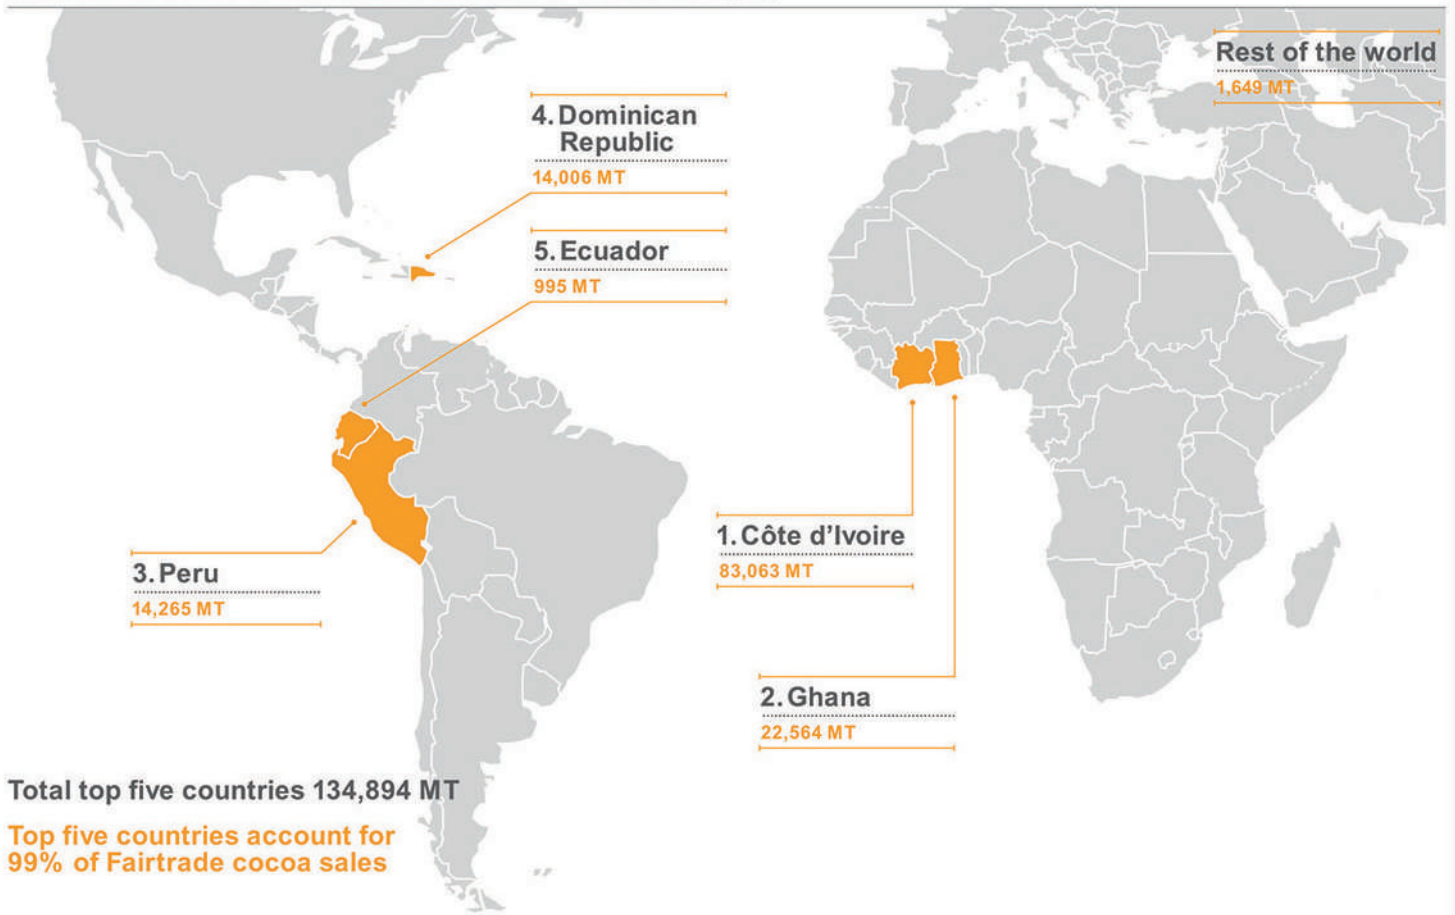 Rest of the world
1,649 MT
4. Dominican
Republic
14,006 MT
5. Ecuador
995 MT
1. Côte d’Ivoire
83,063 MT
3. Peru
14,265 MT
2. Ghana
22,564 MT
Total top five countries 134,894 MT
Top five countries account for
99% of Fairtrade cocoa sales